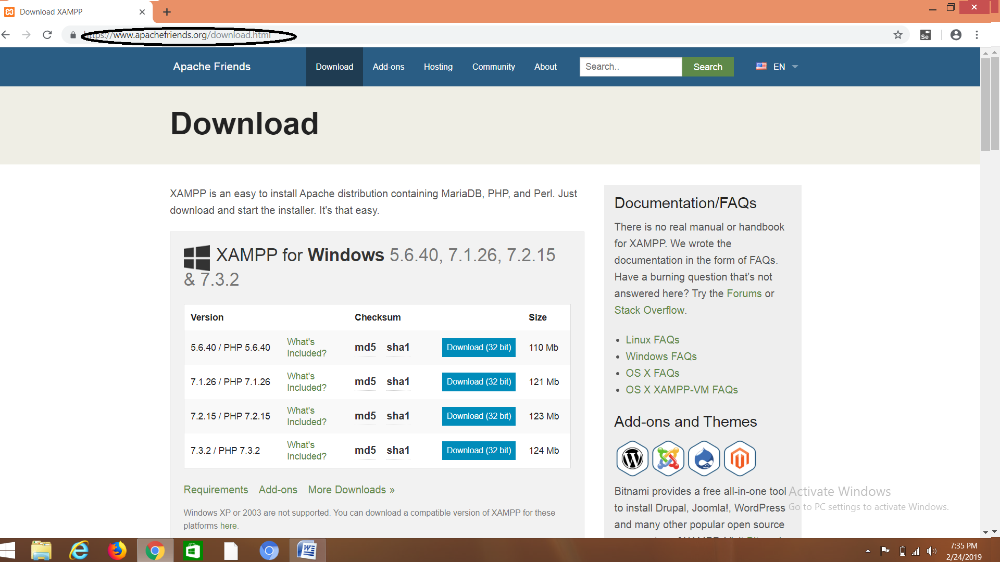 Download XAMPP
https://www.apachefriends.org/download.html
Se
Apache Friends
Download
Add-ons
Hosting
Community
About
Search..
Search
EN
Download
XAMPP is an easy to install Apache distribution containing MariaDB, PHP, and Perl. Just
download and start the installer. It's that easy.
XAMPP for Windows 5.6.40, 7.1.26, 7.2.15
& 7.3.2
Version Checksum Size
5.6.40 / PHP 5.6.40 What's Included? md5 sha1 Download (32 bit) 110 Mb
7.1.26 / PHP 7.1.26 What's Included? md5 sha1 Download (32 bit) 121 Mb
7.2.15 / PHP 7.2.15 What's Included? md5 sha1 Download (32 bit) 123 Mb
7.3.2 / PHP 7.3.2 What's Included? md5 sha1 Download (32 bit) 124 Mb
Requirements Add-ons More Downloads »
Windows XP or 2003 are not supported. You can download a compatible version of XAMPP for these
platforms here.
Documentation/FAQs
There is no real manual or handbook
for XAMPP. We wrote the
documentation in the form of FAQs.
Have a burning question that's not
answered here? Try the Forums or
Stack Overflow.
• Linux FAQs
• Windows FAQs
• OS X FAQs
• OS X XAMPP-VM FAQs
Add-ons and Themes
Bitnami provides a free all-in-one tool
to install Drupal, Joomla!, WordPress
and many other popular open source
Activate Windows
Go to PC settings to activate Windows.
7:35 PM
2/24/2019